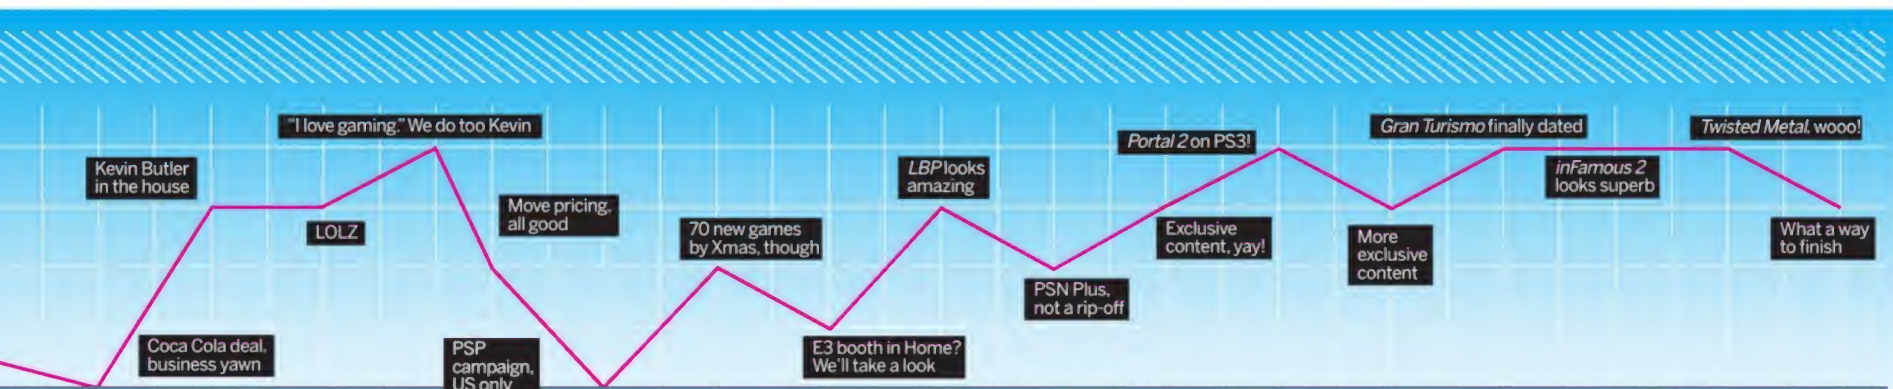 Kevin Butler
in the house
Coca Cola deal,
business yawn
LOLZ
"I love gaming." We do too Kevin
Move pricing,
all good
PSP
campaign,
US only
70 new games
by Xmas, though
E3 booth in Home?
We'll take a look
LBP looks
amazing
PSN Plus,
not a rip-off
Exclusive
content, yay!
Portal 2 on PS3!
More
exclusive
content
Gran Turismo finally dated
inFamous 2
looks superb
Twisted Metal, wooo!
What a way
to finish